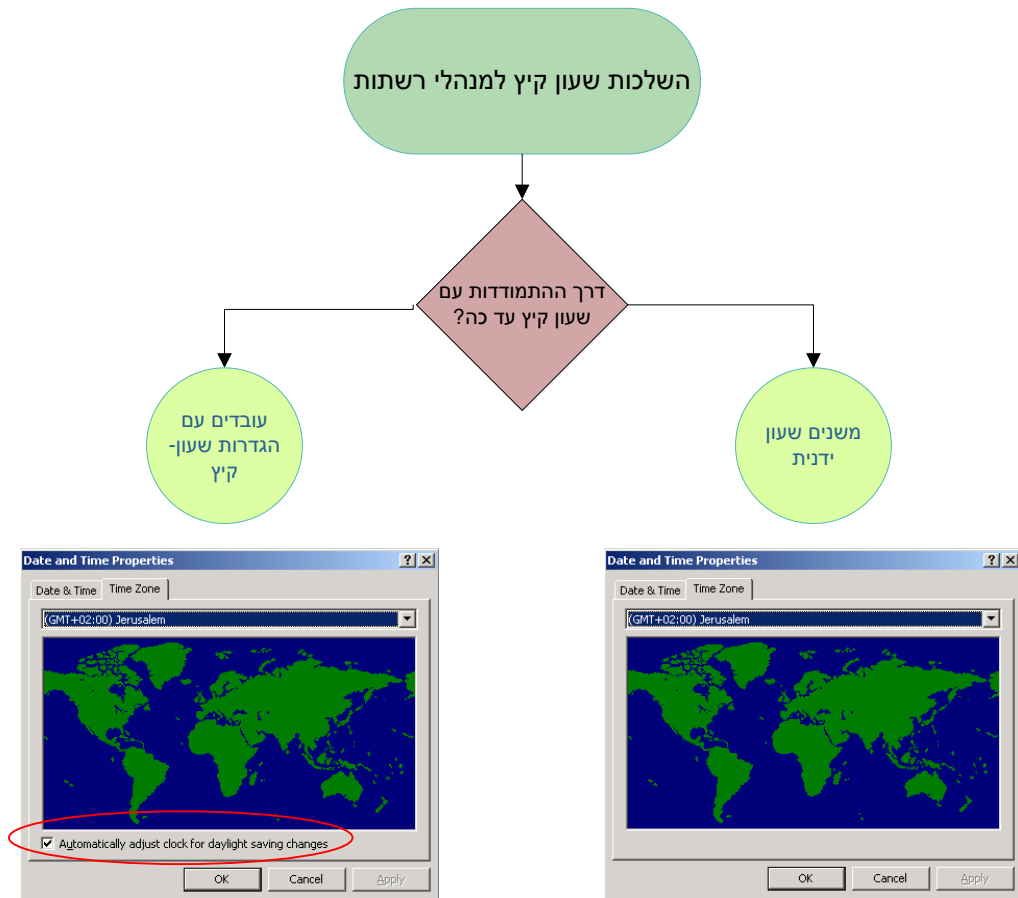 השלכות שעון קיץ למנהלי רשתות
דרך ההתמודדות עם
שעון קיץ עד כה?
עובדים עם
הגדרות שעון-
קיץ
משנים שעון
ידנית
Date and Time Properties
Date & Time
Time Zone
(GMT+02:00) Jerusalem
Automatically adjust clock for daylight saving changes
OK
Cancel
Apply
Date and Time Properties
Date & Time
Time Zone
(GMT+02:00) Jerusalem
OK
Cancel
Apply